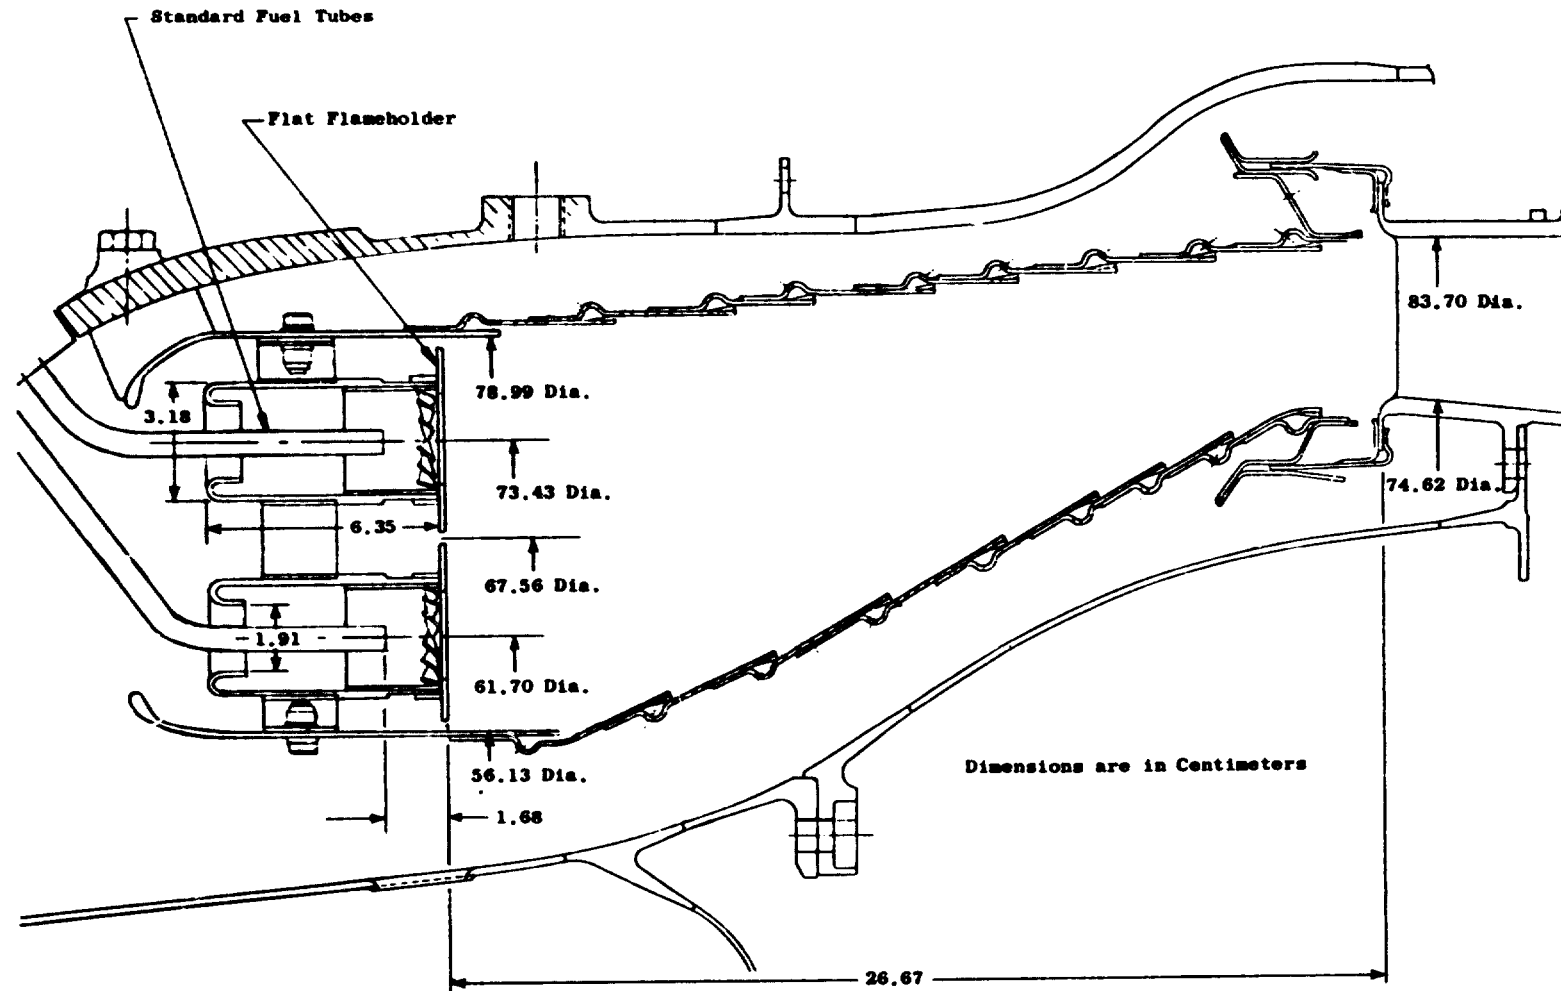 Standard Fuel Tubes
Flat Flameholder
83.70 Dia.
78.99 Dia.
3.18
73.43 Dia.
74.62 Dia.
6.35
67.56 Dia.
1.91
61.70 Dia.
56.13 Dia.
Dimensions are in Centimeters
1.68
26.67